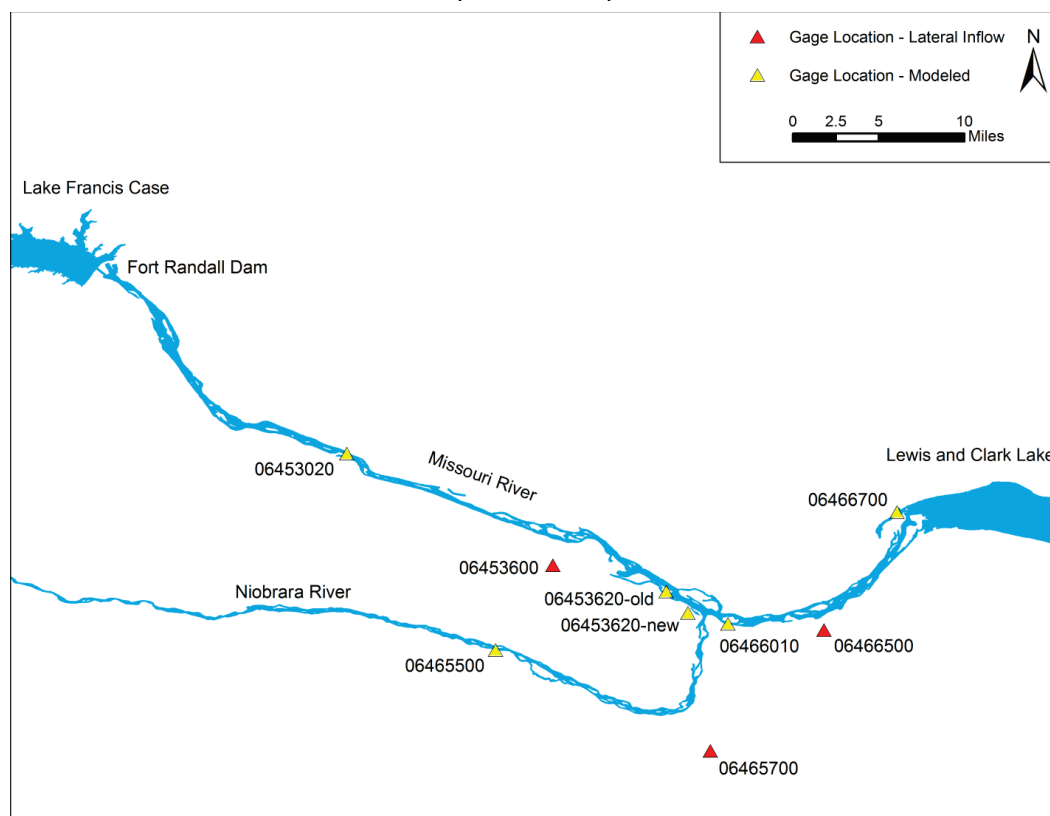 Gage Location - Lateral Inflow
N
Gage Location - Modeled
0 2.5 5 10
Miles
Lake Francis Case
Fort Randall Dam
06453020
Missouri River
Lewis and Clark Lake
06466700
06453600
Niobrara River
06453620-old
06453620-new
06465500
06466010
06466500
06465700